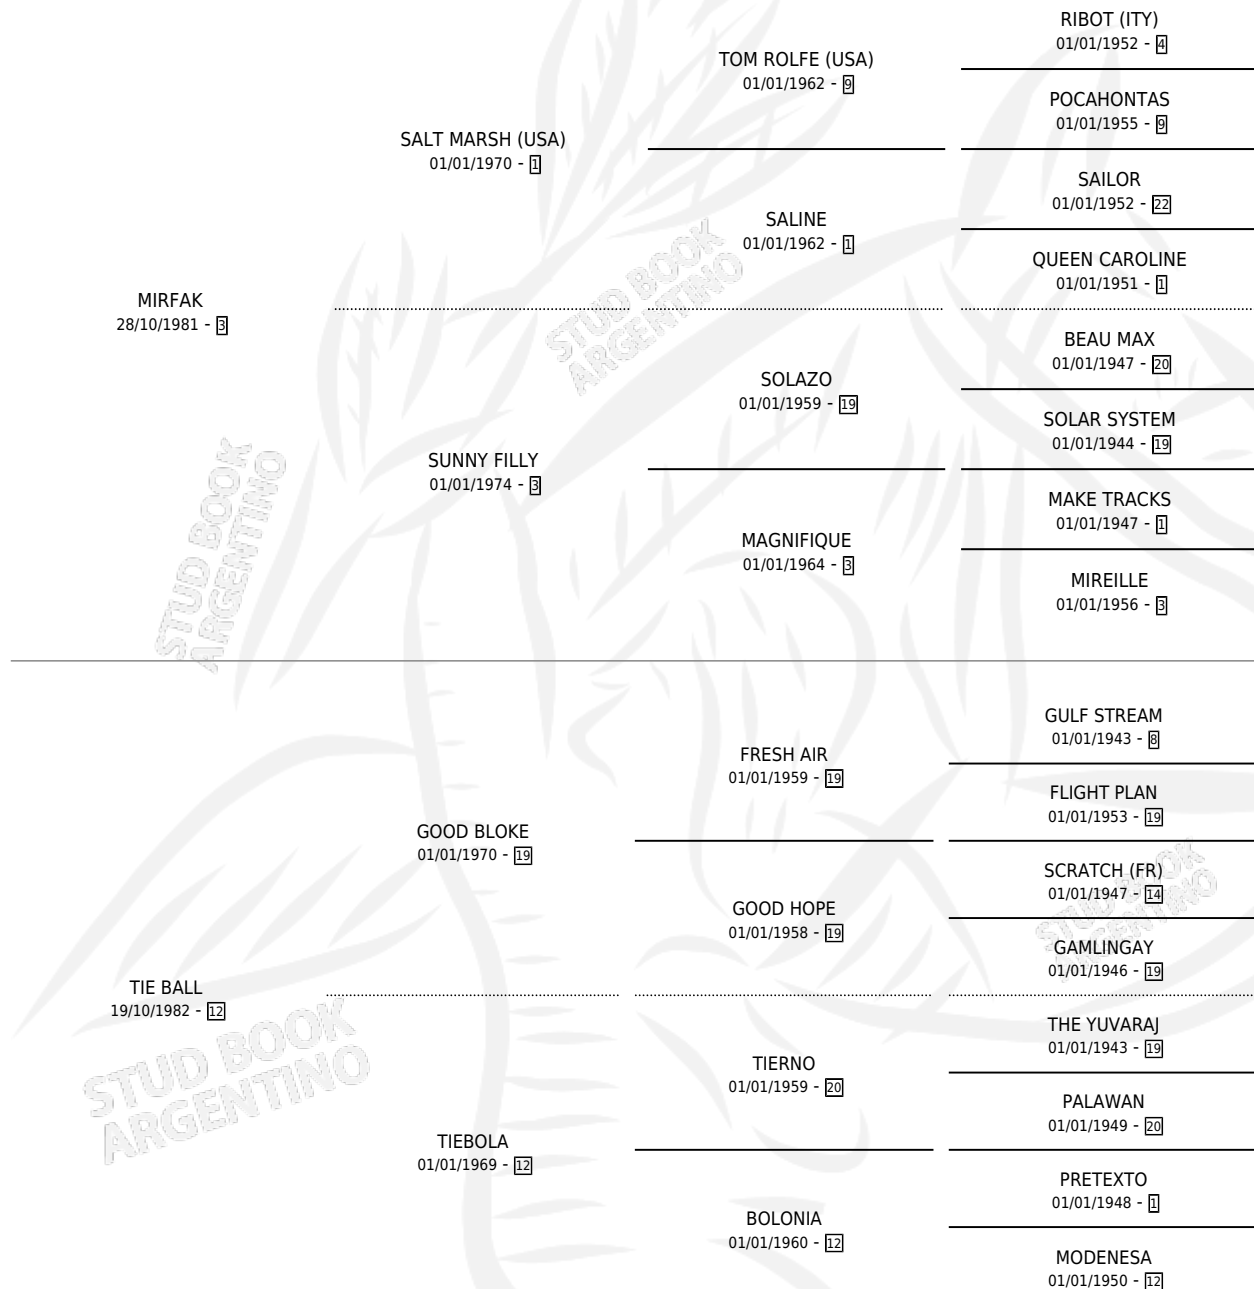 RIBOT (ITY)
01/01/1952 - 4
TOM ROLFE (USA)
01/01/1962 - 9
POCAHONTAS
01/01/1955 - 9
SALT MARSH (USA)
01/01/1970 - 1
SAILOR
01/01/1952 - 22
SALINE
01/01/1962 - 1
QUEEN CAROLINE
01/01/1951 - 1
STUD BOOK
ARGENTINO
MIRFAK
28/10/1981 - 3
BEAU MAX
01/01/1947 - 20
SOLAZO
01/01/1959 - 19
SOLAR SYSTEM
01/01/1944 - 19
SUNNY FILLY
01/01/1974 - 3
MAKE TRACKS
01/01/1947 - 1
MAGNIFIQUE
01/01/1964 - 3
MIREILLE
01/01/1956 - 3
STUD BOOK
ARGENTINO
GULF STREAM
01/01/1943 - 8
FRESH AIR
01/01/1959 - 19
FLIGHT PLAN
01/01/1953 - 19
GOOD BLOKE
01/01/1970 - 19
SCRATCH (FR)
01/01/1947 - 14
GOOD HOPE
01/01/1958 - 19
GAMLINGAY
01/01/1946 - 19
STUD BOOK
ARGENTINO
TIE BALL
19/10/1982 - 12
THE YUVARAJ
01/01/1943 - 19
TIERNO
01/01/1959 - 20
PALAWAN
01/01/1949 - 20
STUD BOOK
ARGENTINO
TIEBOLA
01/01/1969 - 12
PRETEXTO
01/01/1948 - 1
BOLONIA
01/01/1960 - 12
MODENESA
01/01/1950 - 12